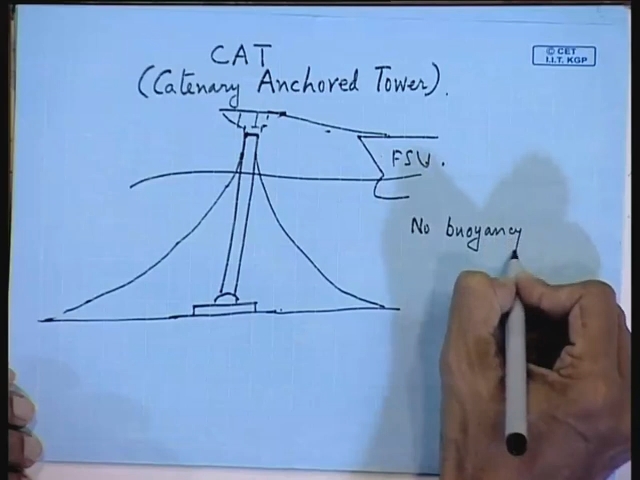 CAT
(Catenary Anchored Tower).
© CET
I.I.T. KGP
FSU.
No buoyancy